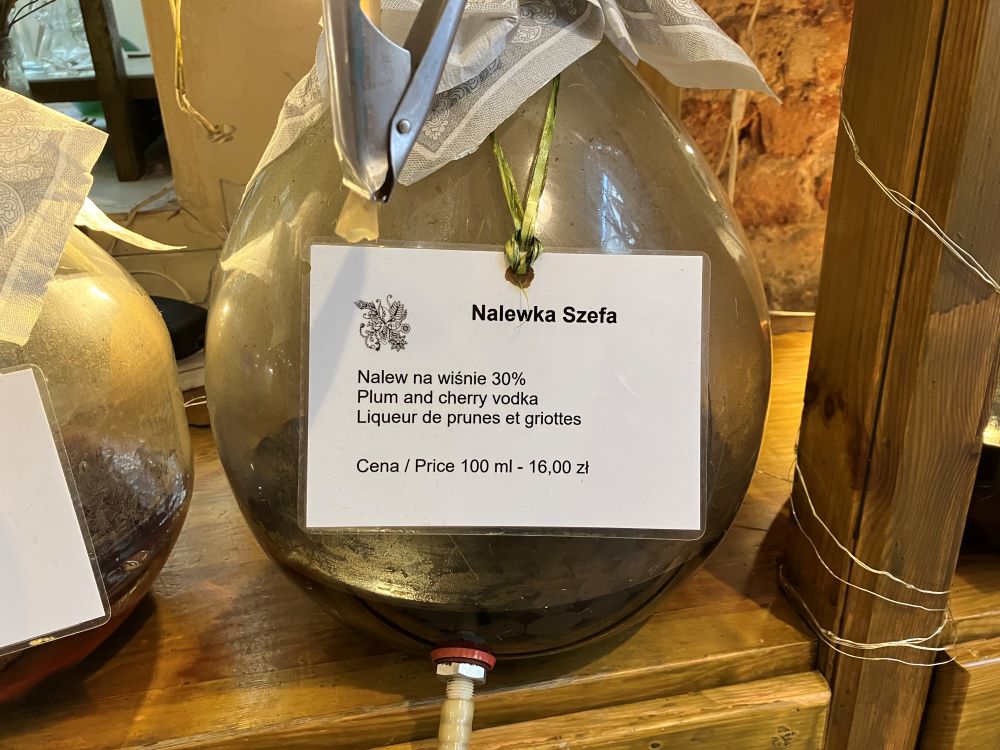 Nalewka Szefa
Nalew na wiśnie 30%
Plum and cherry vodka
Liqueur de prunes et griottes
Cena / Price 100 ml - 16,00 zł